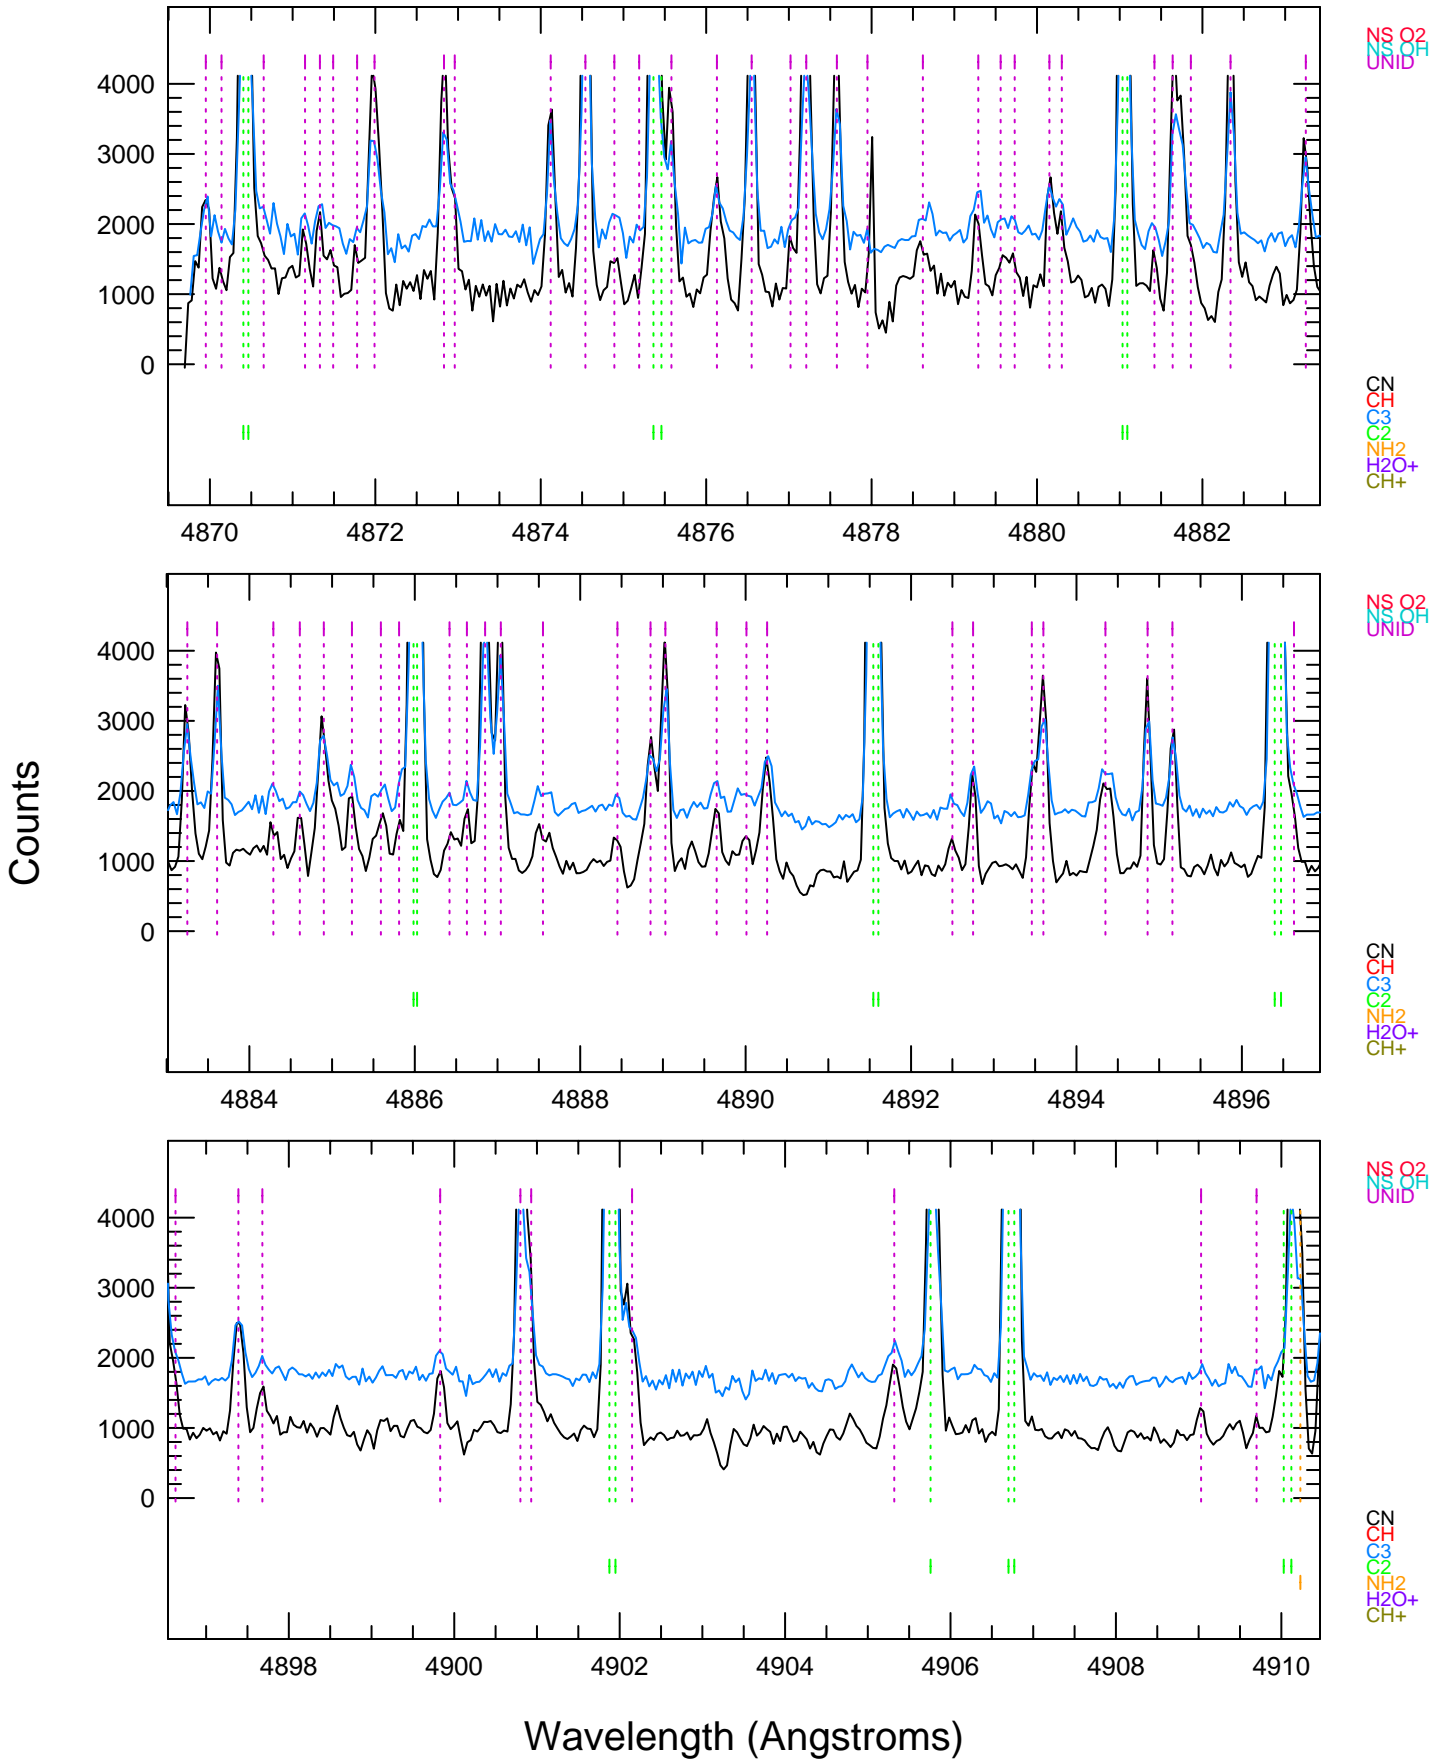 NS O2
NS OH
UNID
4000
3000
2000
1000
0
CN
CH
C3
C2
NH2
H2O+
CH+
4870 4872 4874 4876 4878 4880 4882
NS O2
NS OH
UNID
4000
3000
2000
1000
0
Counts
CN
CH
C3
C2
NH2
H2O+
CH+
4884 4886 4888 4890 4892 4894 4896
NS O2
NS OH
UNID
4000
3000
2000
1000
0
CN
CH
C3
C2
NH2
H2O+
CH+
4898 4900 4902 4904 4906 4908 4910
Wavelength (Angstroms)